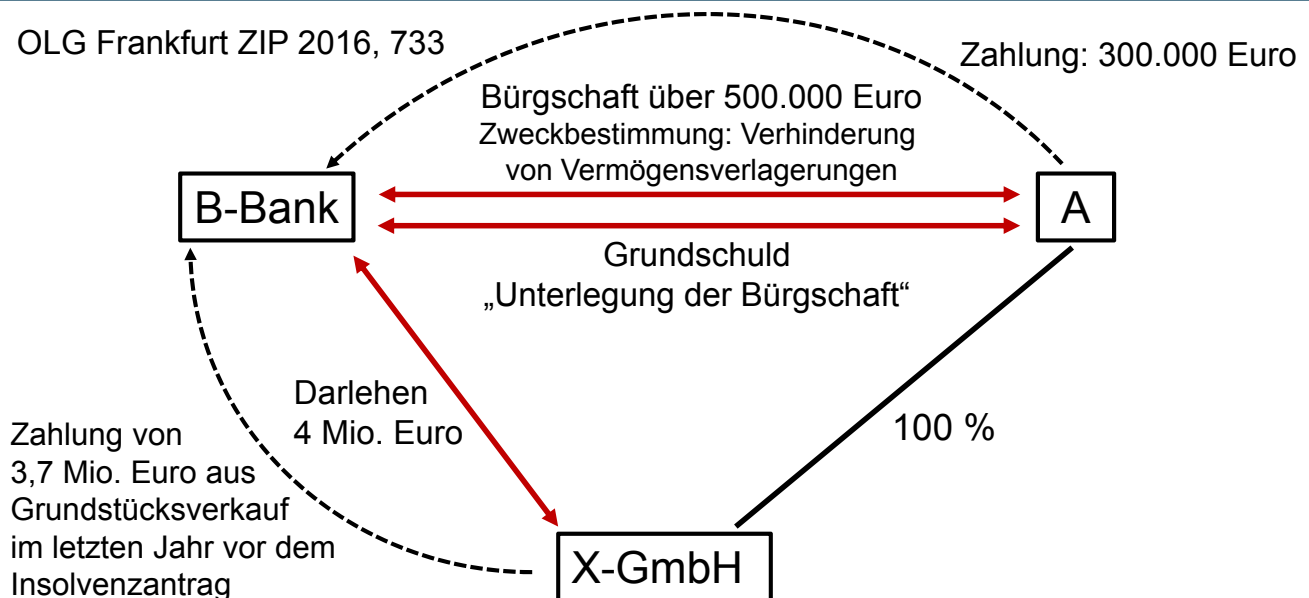 OLG Frankfurt ZIP 2016, 733
Zahlung: 300.000 Euro
Bürgschaft über 500.000 Euro
Zweckbestimmung: Verhinderung
von Vermögensverlagerungen
B-Bank
A
Grundschuld
„Unterlegung der Bürgschaft“
Darlehen
4 Mio. Euro
100 %
Zahlung von
3,7 Mio. Euro aus
Grundstücksverkauf
im letzten Jahr vor dem
Insolvenzantrag
X-GmbH